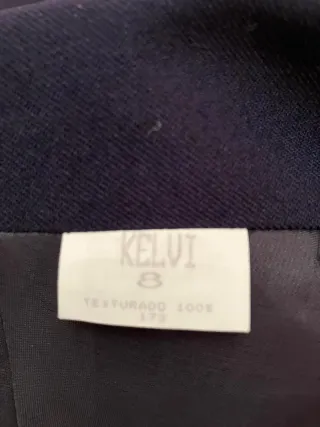 KELVI
8
TEXTURADO 100%
173